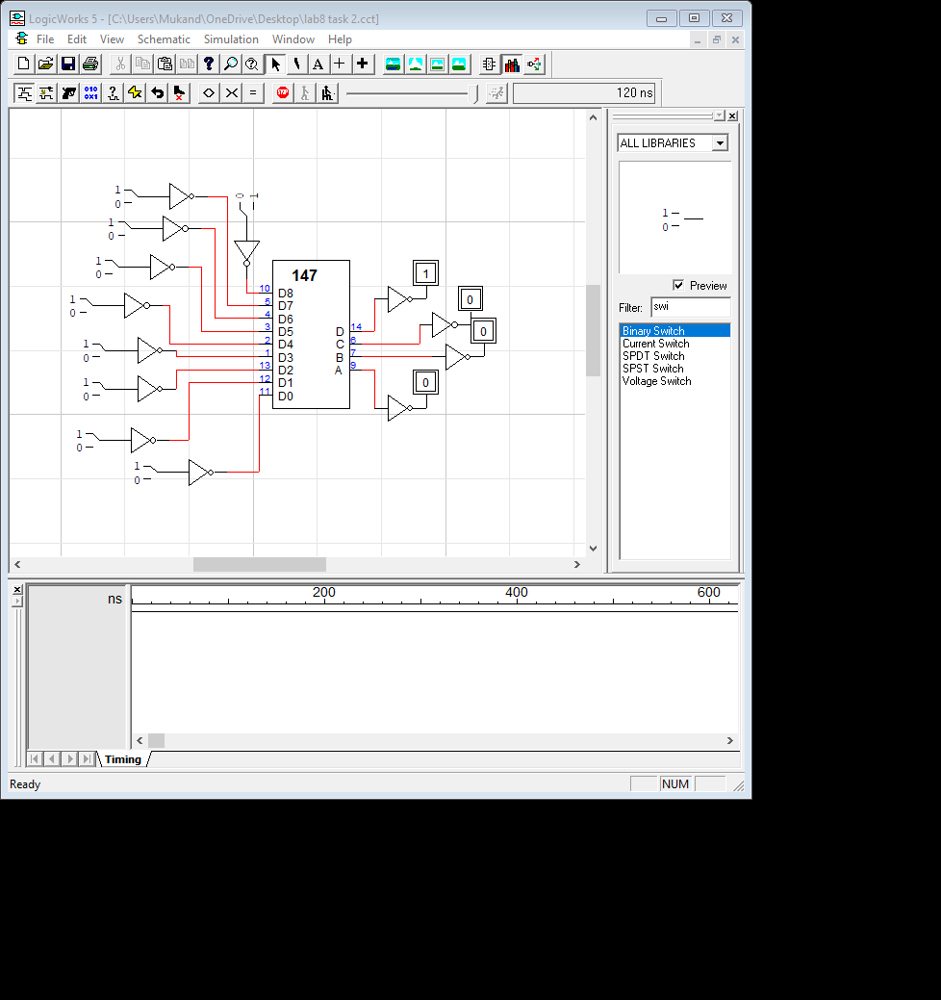 LogicWorks 5 - [C:\Users\Mukand\OneDrive\Desktop\lab8 task 2.cct]
File Edit View Schematic Simulation Window Help
A
010
0X1
STOP
120 ns
ALL LIBRARIES
1
0
Preview
Filter: swi
Binary Switch
Current Switch
SPDT Switch
SPST Switch
Voltage Switch
1
0
0
1
1
0
1
0
1
0
1
0
1
0
1
0
1
0
147
10 D8
5 D7
4 D6
3 D5
2 D4
1 D3
13 D2
12 D1
11 D0
D 14
C 6
B 7
A 9
1
0
0
0
ns
200 400 600
Timing
Ready
NUM